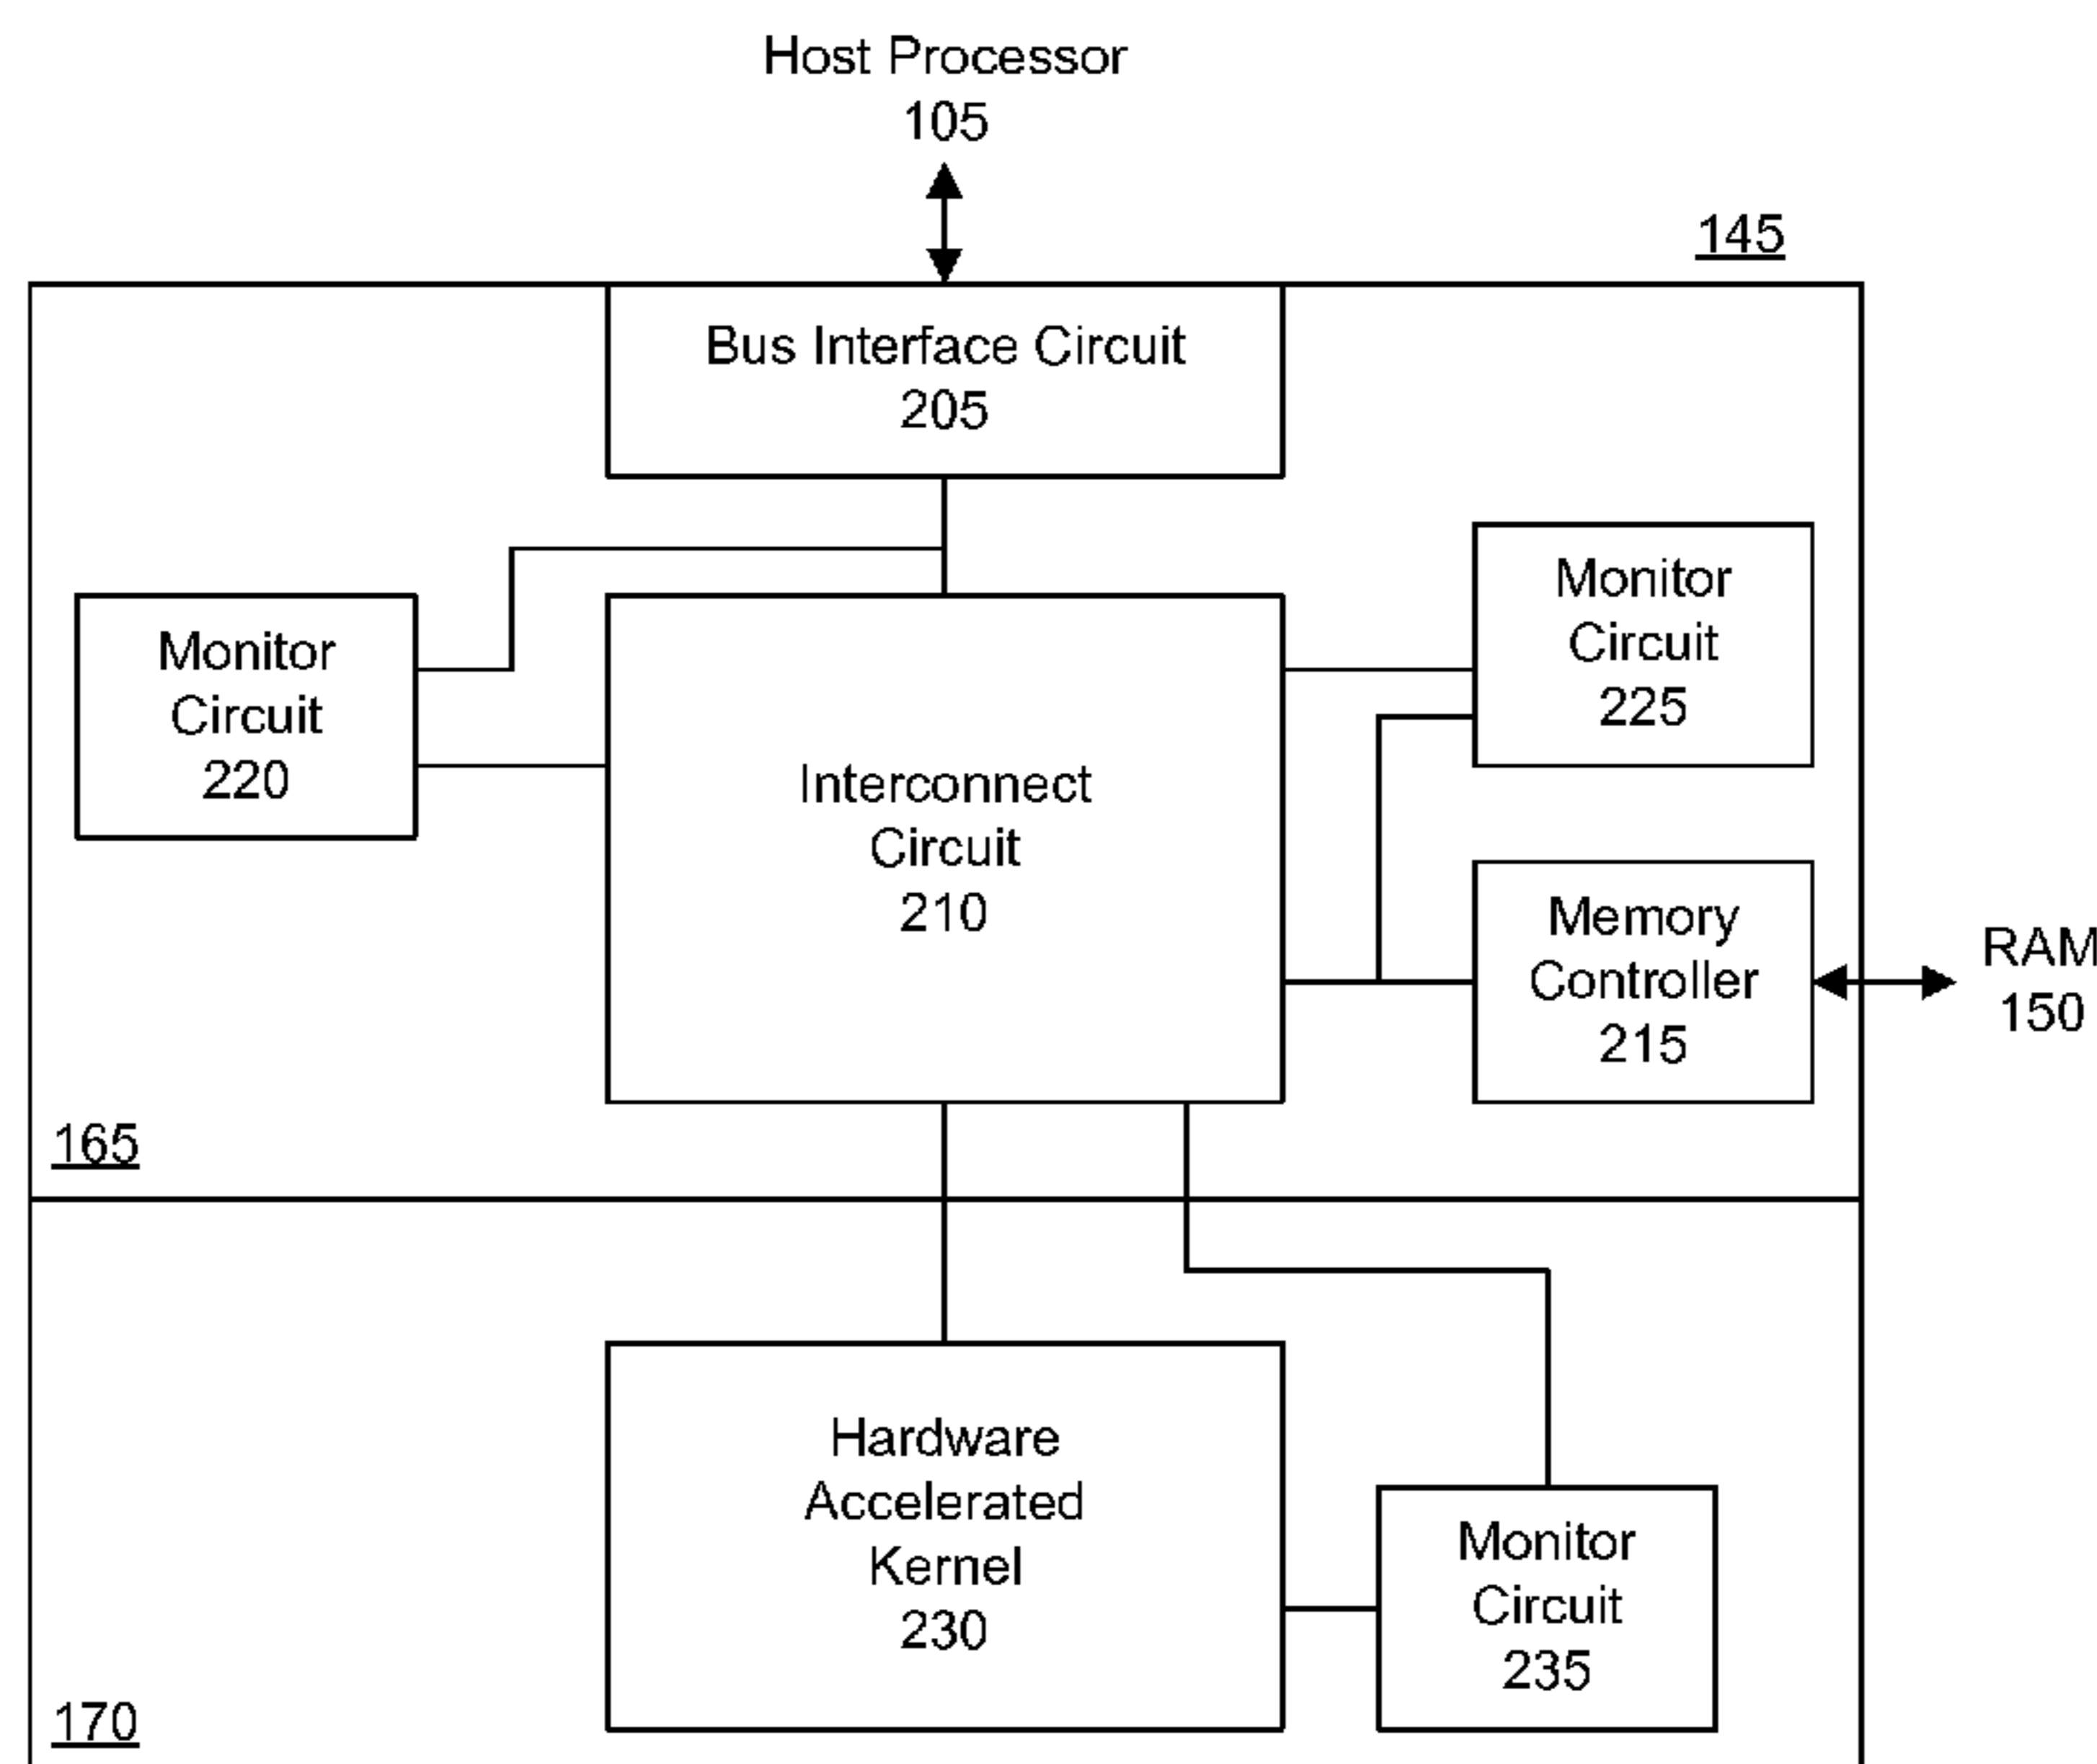 Host Processor
105
145
Bus Interface Circuit
205
Monitor
Circuit
220
Monitor
Circuit
225
Interconnect
Circuit
210
Memory
Controller
215
RAM
150
165
Hardware
Accelerated
Kernel
230
Monitor
Circuit
235
170